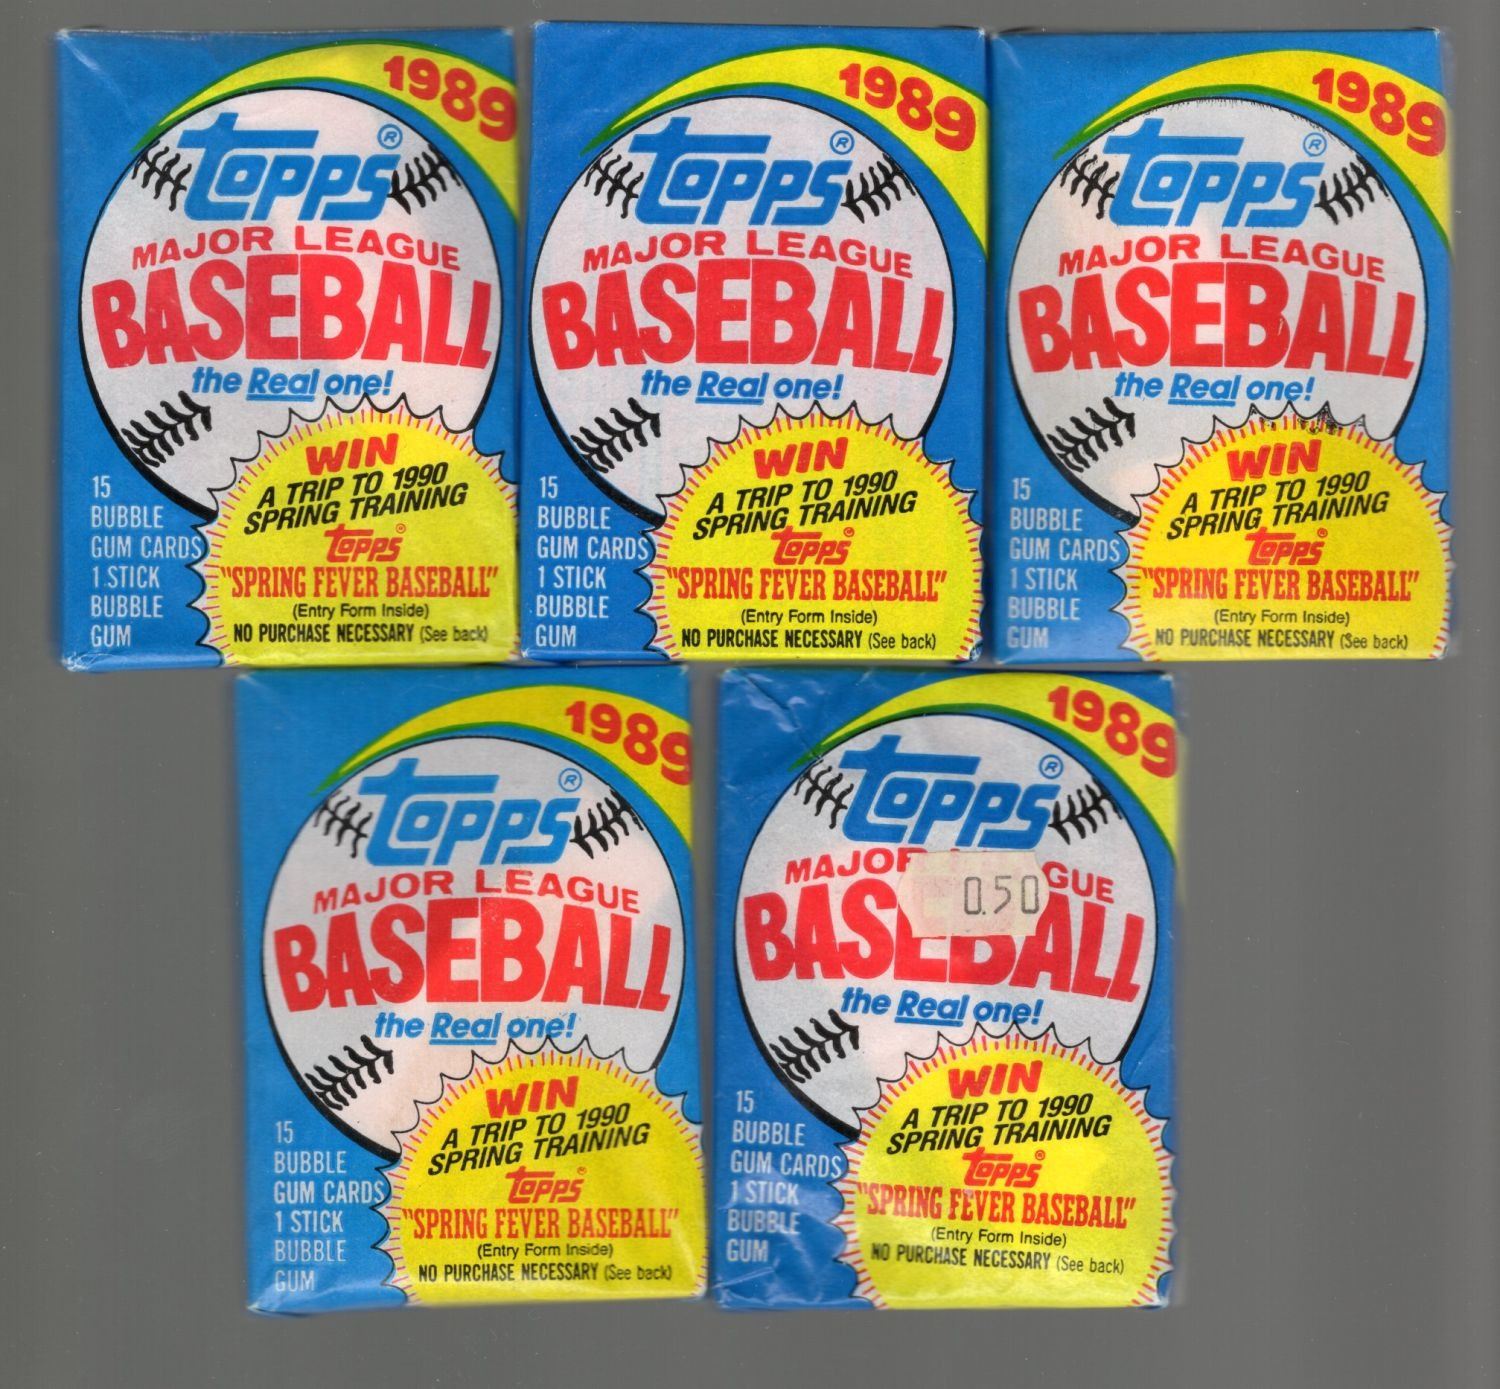 1989
Topps®
MAJOR LEAGUE
BASEBALL
the Real one!
WIN
A TRIP TO 1990
SPRING TRAINING
Topps®
"SPRING FEVER BASEBALL"
(Entry Form Inside)
NO PURCHASE NECESSARY (See back)
15
BUBBLE
GUM CARDS
1 STICK
BUBBLE
GUM
1989
Topps®
MAJOR LEAGUE
BASEBALL
the Real one!
WIN
A TRIP TO 1990
SPRING TRAINING
Topps®
"SPRING FEVER BASEBALL"
(Entry Form Inside)
NO PURCHASE NECESSARY (See back)
15
BUBBLE
GUM CARDS
1 STICK
BUBBLE
GUM
1989
Topps®
MAJOR LEAGUE
BASEBALL
the Real one!
WIN
A TRIP TO 1990
SPRING TRAINING
Topps®
"SPRING FEVER BASEBALL"
(Entry Form Inside)
NO PURCHASE NECESSARY (See back)
15
BUBBLE
GUM CARDS
1 STICK
BUBBLE
GUM
1989
Topps®
MAJOR LEAGUE
BASEBALL
the Real one!
WIN
A TRIP TO 1990
SPRING TRAINING
Topps®
"SPRING FEVER BASEBALL"
(Entry Form Inside)
NO PURCHASE NECESSARY (See back)
15
BUBBLE
GUM CARDS
1 STICK
BUBBLE
GUM
1989
Topps®
MAJOR GUE
0.50
BASEBALL
the Real one!
WIN
A TRIP TO 1990
SPRING TRAINING
Topps®
"SPRING FEVER BASEBALL"
(Entry Form Inside)
NO PURCHASE NECESSARY (See back)
15
BUBBLE
GUM CARDS
1 STICK
BUBBLE
GUM